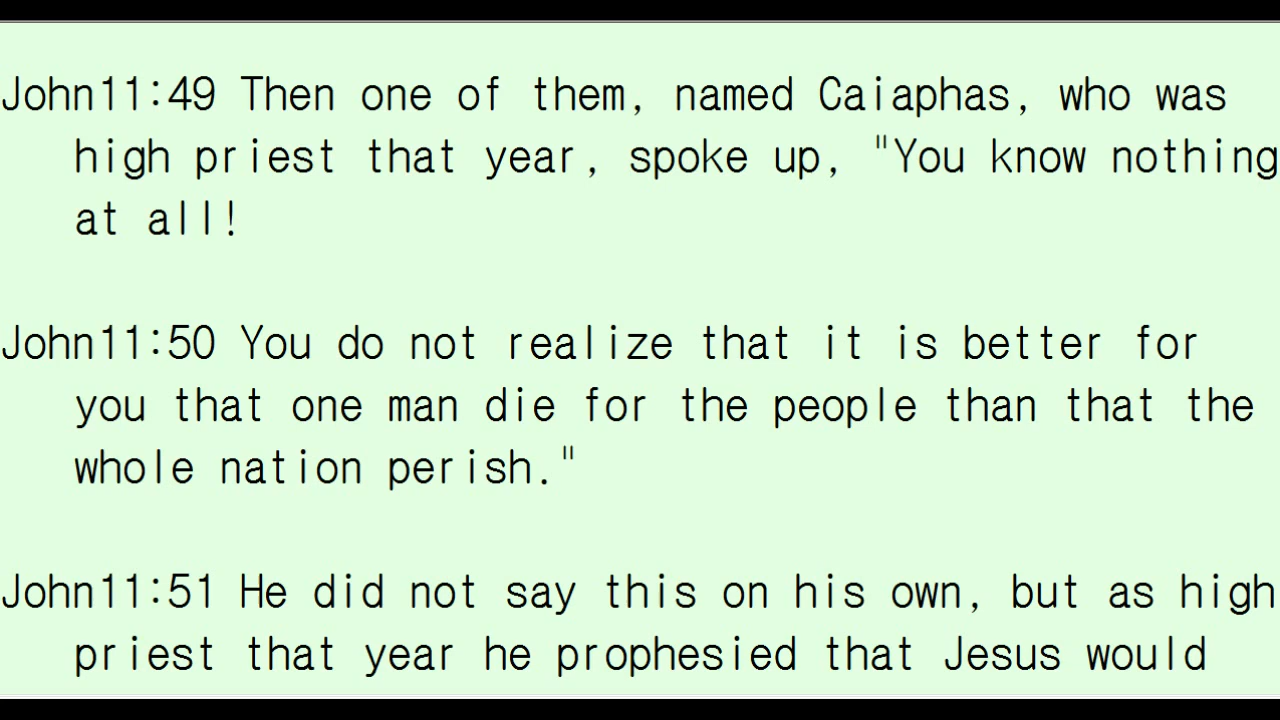 John11:49 Then one of them, named Caiaphas, who was
high priest that year, spoke up, "You know nothing
at all!
John11:50 You do not realize that it is better for
you that one man die for the people than that the
whole nation perish."
John11:51 He did not say this on his own, but as high
priest that year he prophesied that Jesus would